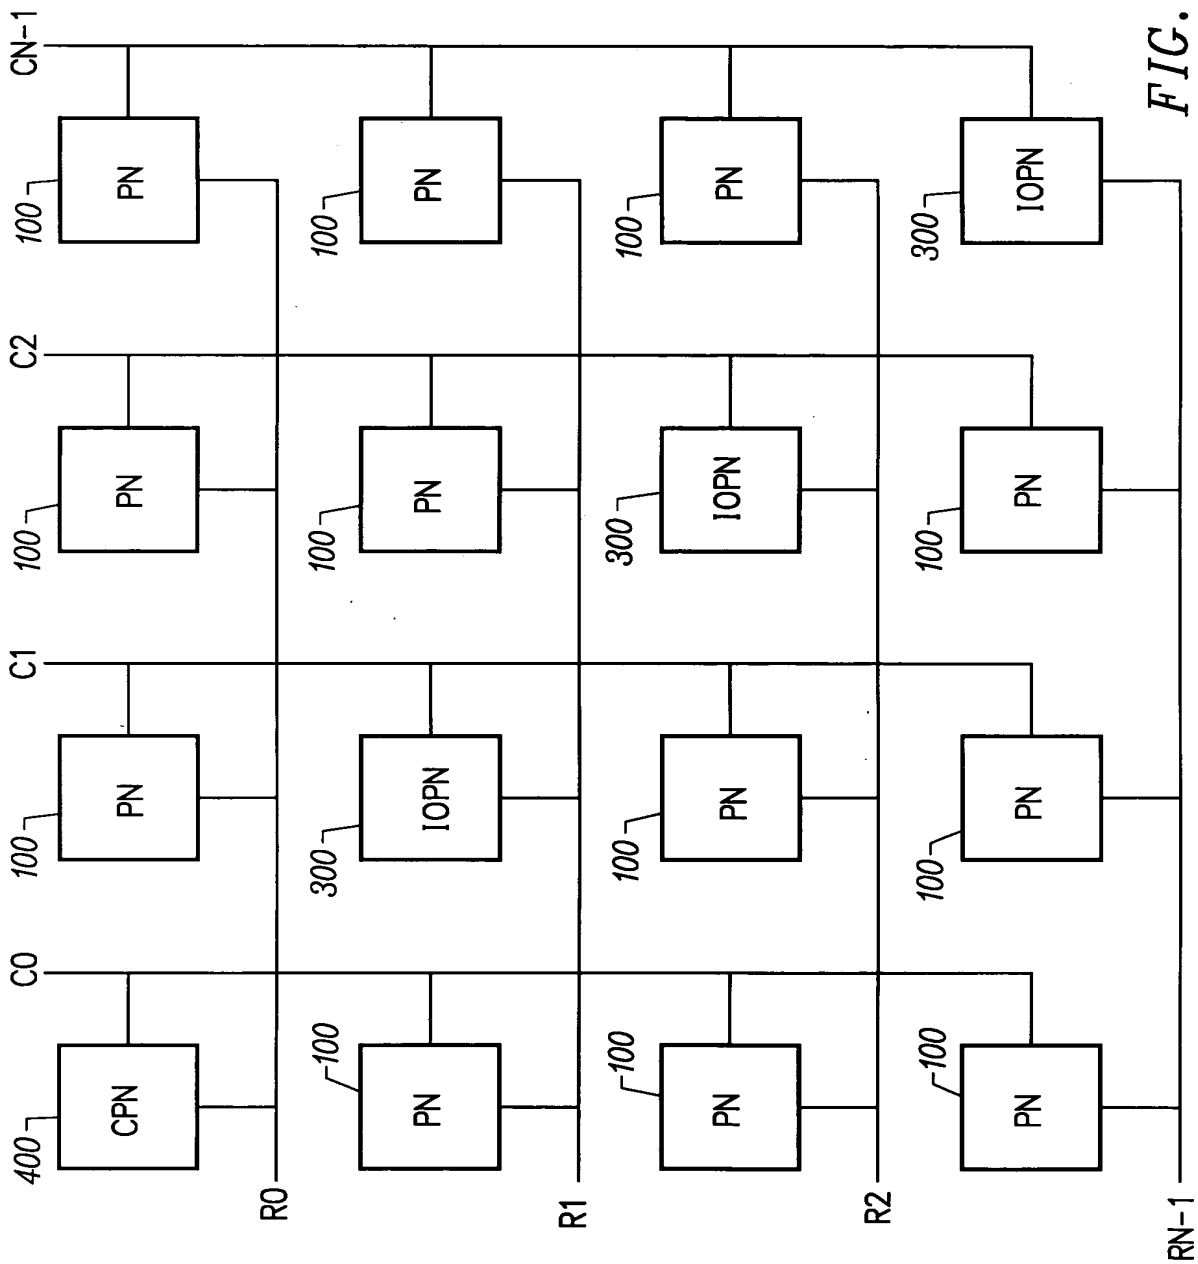 400 C0 100 C1 100 C2 100 CN-1
CPN PN PN PN
R0
100 300 100 100
PN IOPN PN PN
R1
100 100 300 100
PN PN IOPN PN
R2
100 100 100 300
PN PN PN IOPN
RN-1
FIG.